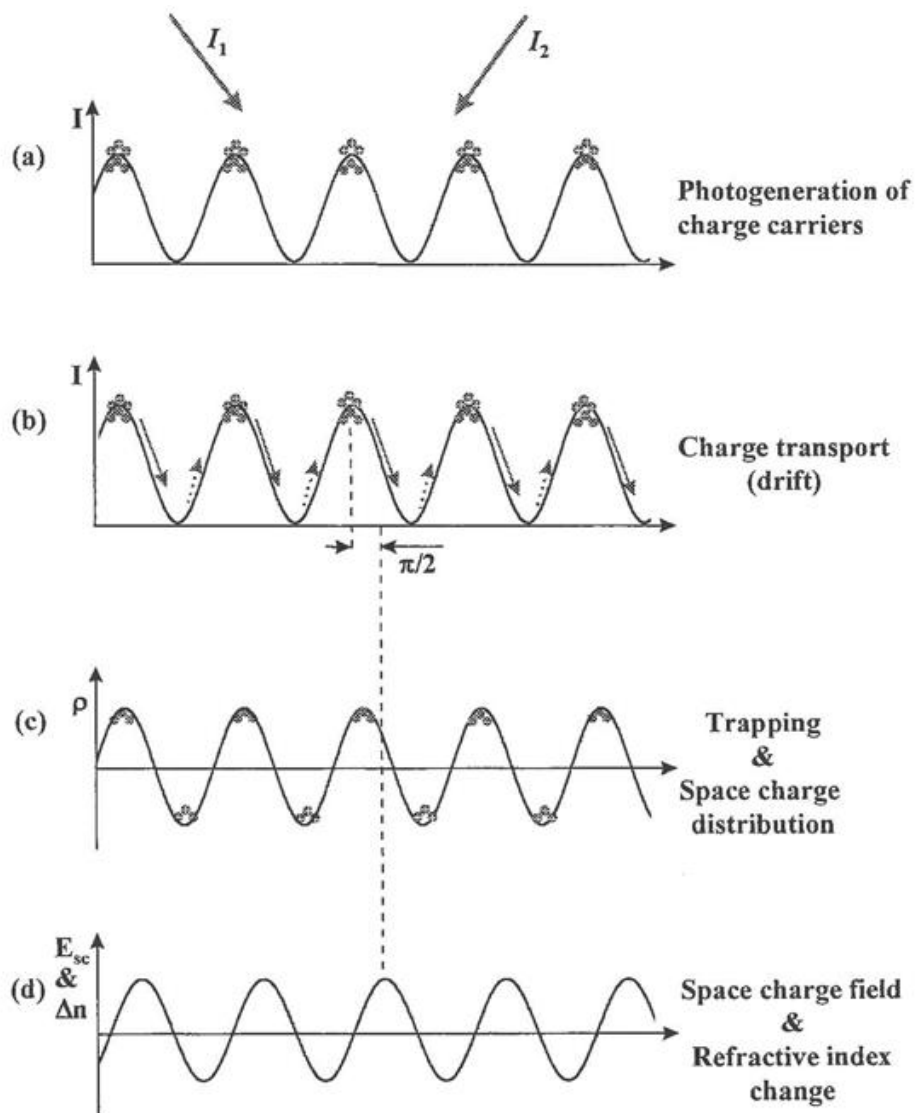 I₁
I₂
I
(a)
Photogeneration of
charge carriers
I
(b)
Charge transport
(drift)
π/2
ρ
(c)
Trapping
&
Space charge
distribution
E_sc
&
Δn
(d)
Space charge field
&
Refractive index
change